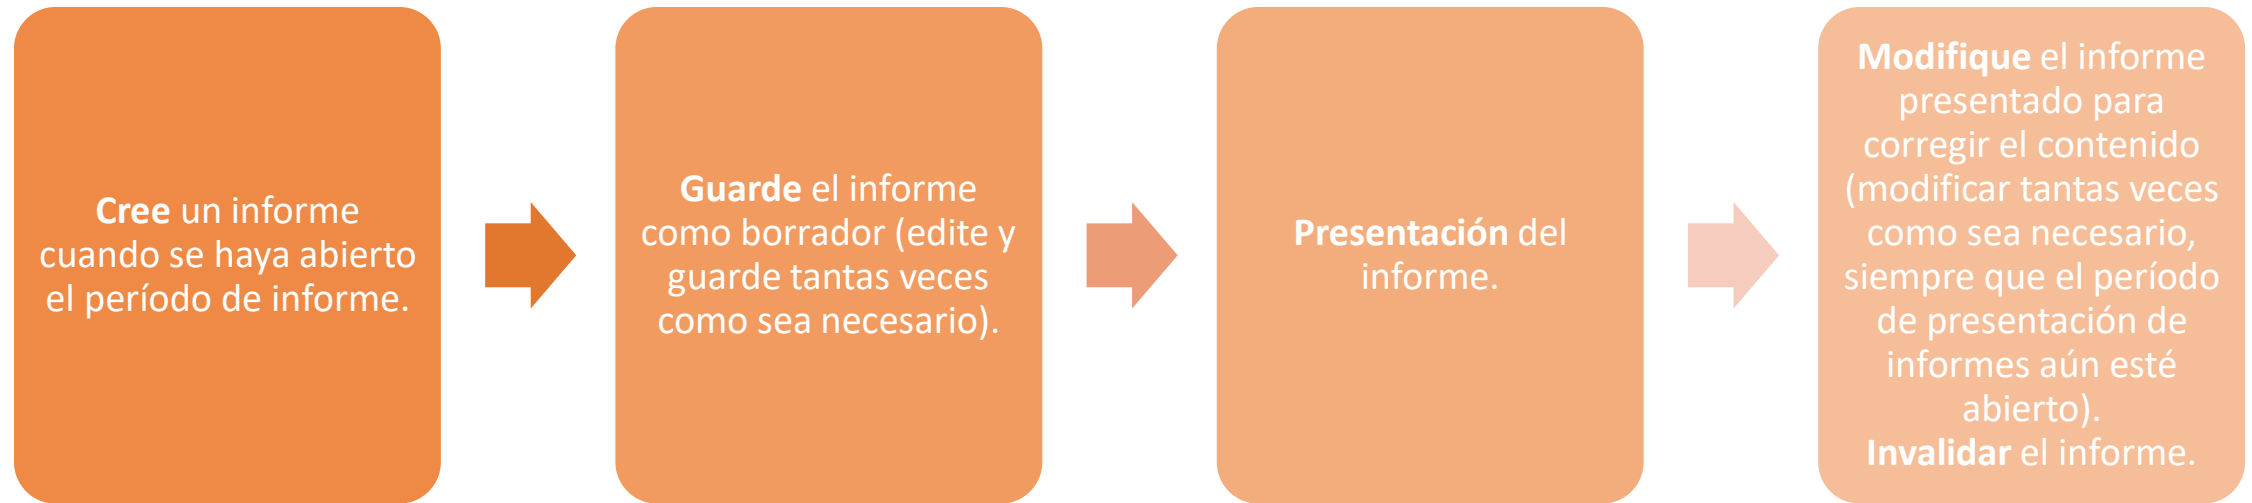 Cree un informe
cuando se haya abierto
el período de informe.
Guarde el informe
como borrador (edite y
guarde tantas veces
como sea necesario).
Presentación del
informe.
Modifique el informe
presentado para
corregir el contenido
(modificar tantas veces
como sea necesario,
siempre que el período
de presentación de
informes aún esté
abierto).
Invalidar el informe.